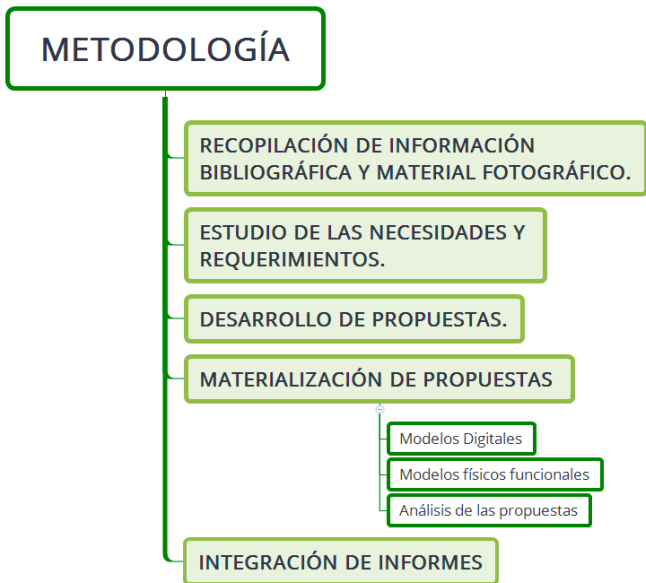 METODOLOGÍA
RECOPILACIÓN DE INFORMACIÓN
BIBLIOGRÁFICA Y MATERIAL FOTOGRÁFICO.
ESTUDIO DE LAS NECESIDADES Y
REQUERIMIENTOS.
DESARROLLO DE PROPUESTAS.
MATERIALIZACIÓN DE PROPUESTAS
Modelos Digitales
Modelos físicos funcionales
Análisis de las propuestas
INTEGRACIÓN DE INFORMES